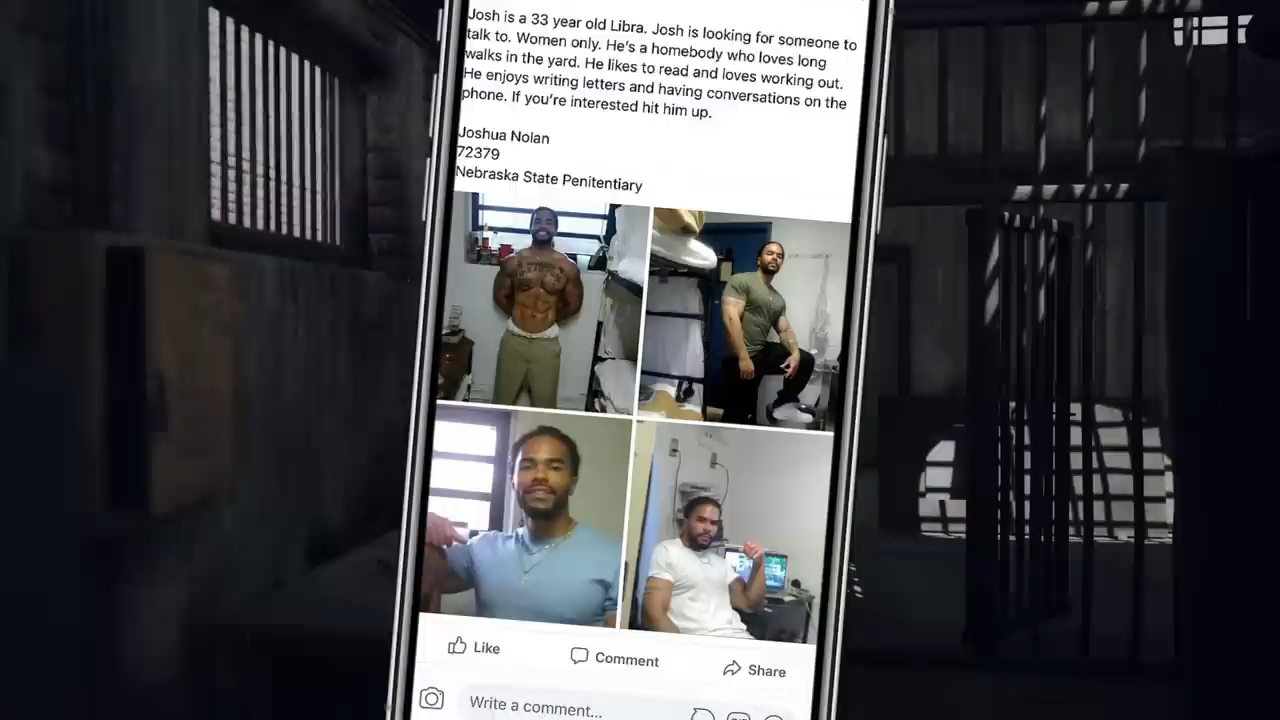 Josh is a 33 year old Libra. Josh is looking for someone to
talk to. Women only. He's a homebody who loves long
walks in the yard. He likes to read and loves working out.
He enjoys writing letters and having conversations on the
phone. If you're interested hit him up.
Joshua Nolan
72379
Nebraska State Penitentiary
Like
Comment
Share
Write a comment...